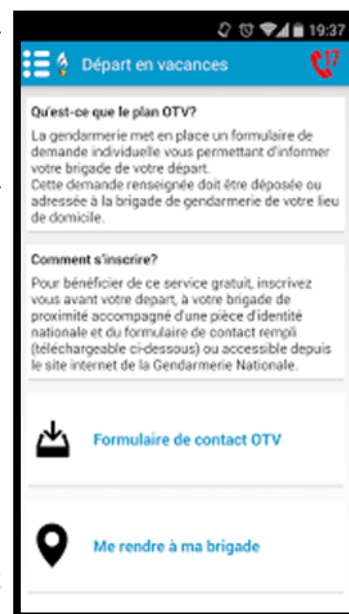 19:37
Départ en vacances
17
Qu'est-ce que le plan OTV?
La gendarmerie met en place un formulaire de
demande individuelle vous permettant d'informer
votre brigade de votre départ.
Cette demande renseignée doit être déposée ou
adressée à la brigade de gendarmerie de votre lieu
de domicile.
Comment s'inscrire?
Pour bénéficier de ce service gratuit, inscrivez
vous avant votre depart, à votre brigade de
proximité accompagné d'une pièce d'identité
nationale et du formulaire de contact rempli
(téléchargeable ci-dessous) ou accessible depuis
le site internet de la Gendarmerie Nationale.
Formulaire de contact OTV
Me rendre à ma brigade